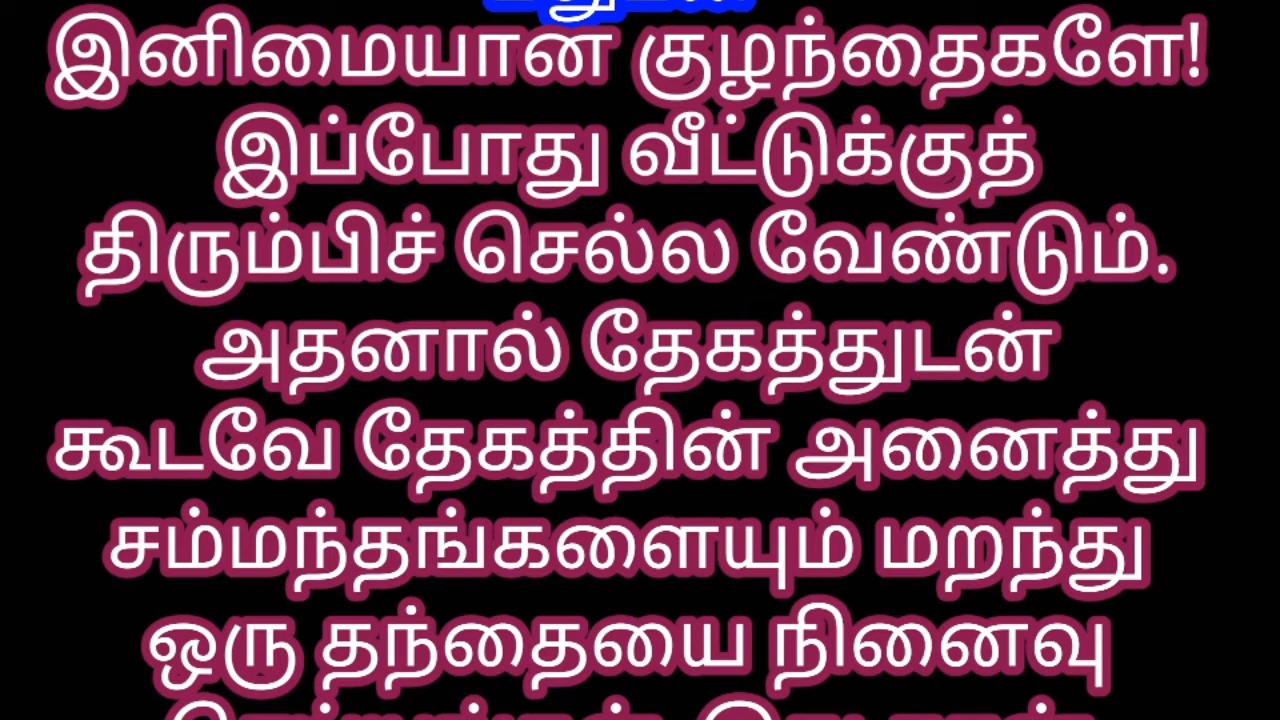 இனிமையான குழந்தைகளே!
இப்போது வீட்டுக்குத்
திரும்பிச் செல்ல வேண்டும்.
அதனால் தேகத்துடன்
கூடவே தேகத்தின் அனைத்து
சம்மந்தங்களையும் மறந்து
ஒரு தந்தையை நினைவு